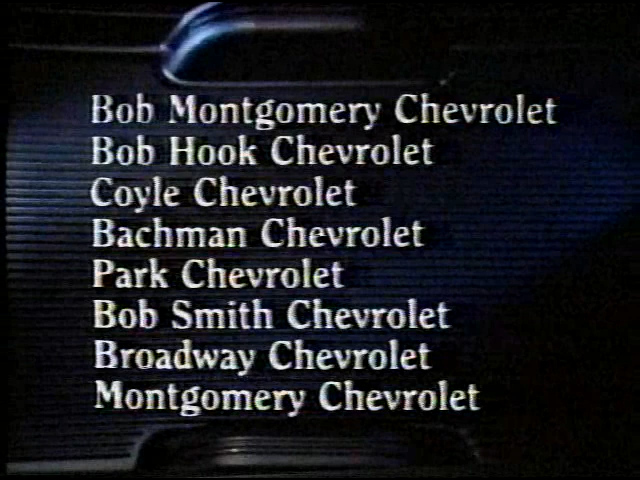 Bob Montgomery Chevrolet
Bob Hook Chevrolet
Coyle Chevrolet
Bachman Chevrolet
Park Chevrolet
Bob Smith Chevrolet
Broadway Chevrolet
Montgomery Chevrolet